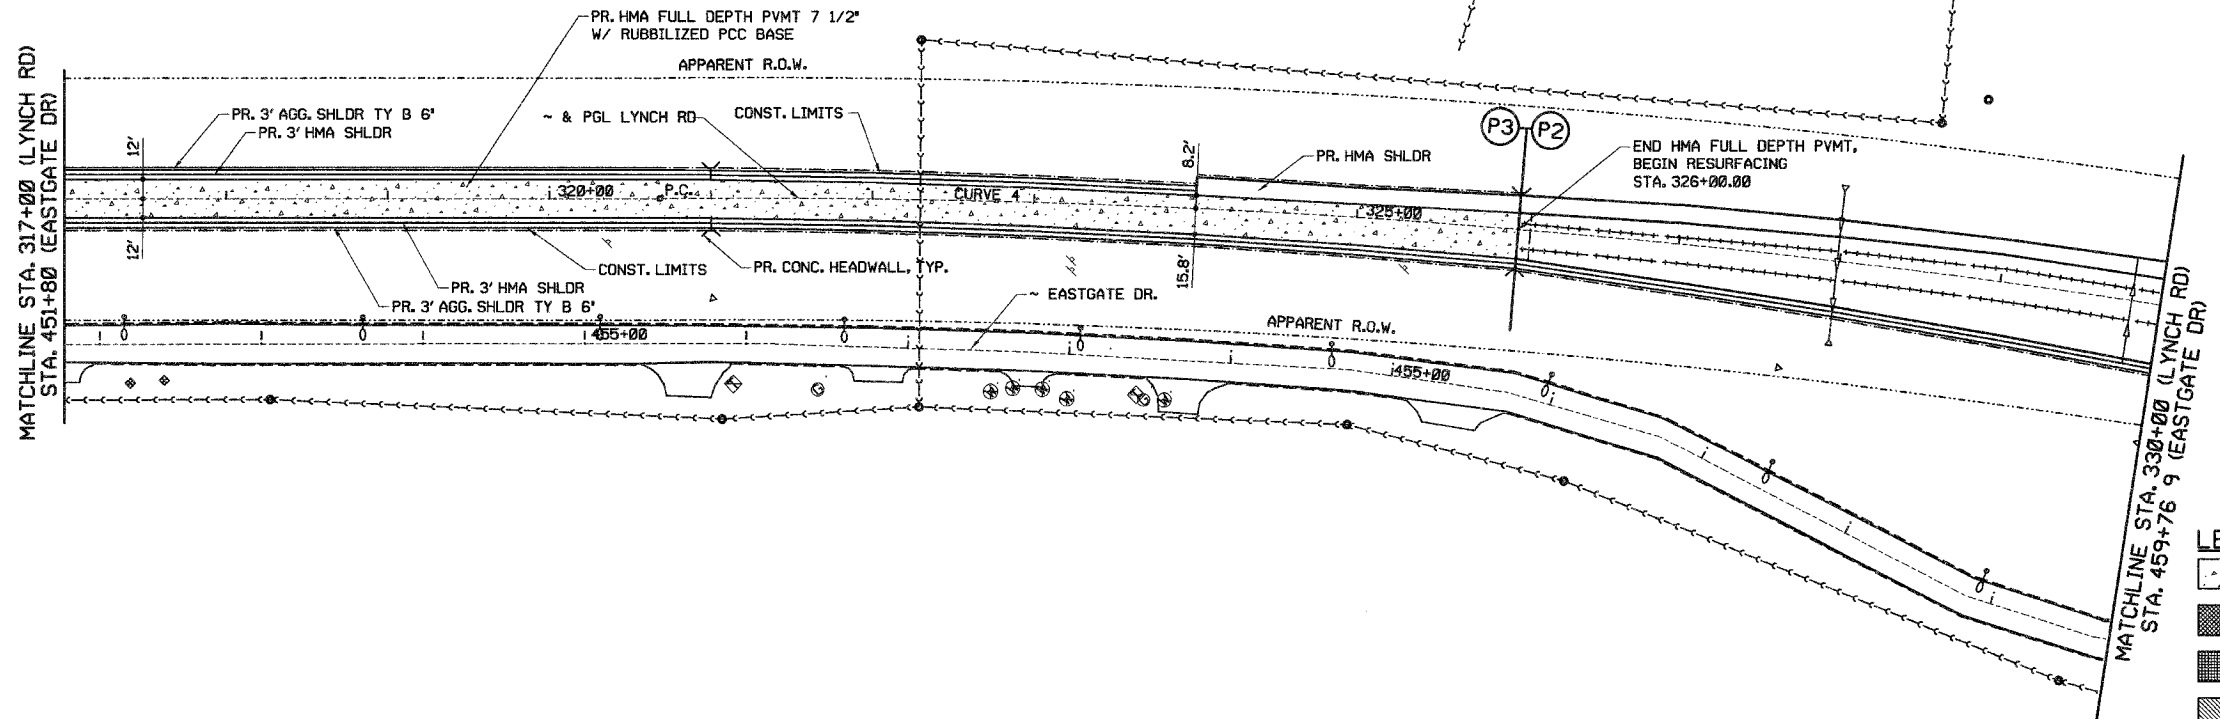 PR. HMA FULL DEPTH PVMT 7 1/2"
W/ RUBBILIZED PCC BASE
APPARENT R.O.W.
MATCHLINE STA. 317+00 (LYNCH RD)
STA. 451+80 (EASTGATE DR)
PR. 3' AGG. SHLDR TY B 6"
PR. 3' HMA SHLDR
~ & PGL LYNCH RD
CONST. LIMITS
12'
8.2'
PR. HMA SHLDR
P3
P2
END HMA FULL DEPTH PVMT,
BEGIN RESURFACING
STA. 326+00.00
320+00
P.C.
CURVE 4
325+00
12'
CONST. LIMITS
PR. CONC. HEADWALL, TYP.
15.8'
PR. 3' HMA SHLDR
PR. 3' AGG. SHLDR TY B 6"
~ EASTGATE DR.
APPARENT R.O.W.
455+00
455+00
MATCHLINE STA. 330+00 (LYNCH RD)
STA. 459+76 9 (EASTGATE DR)